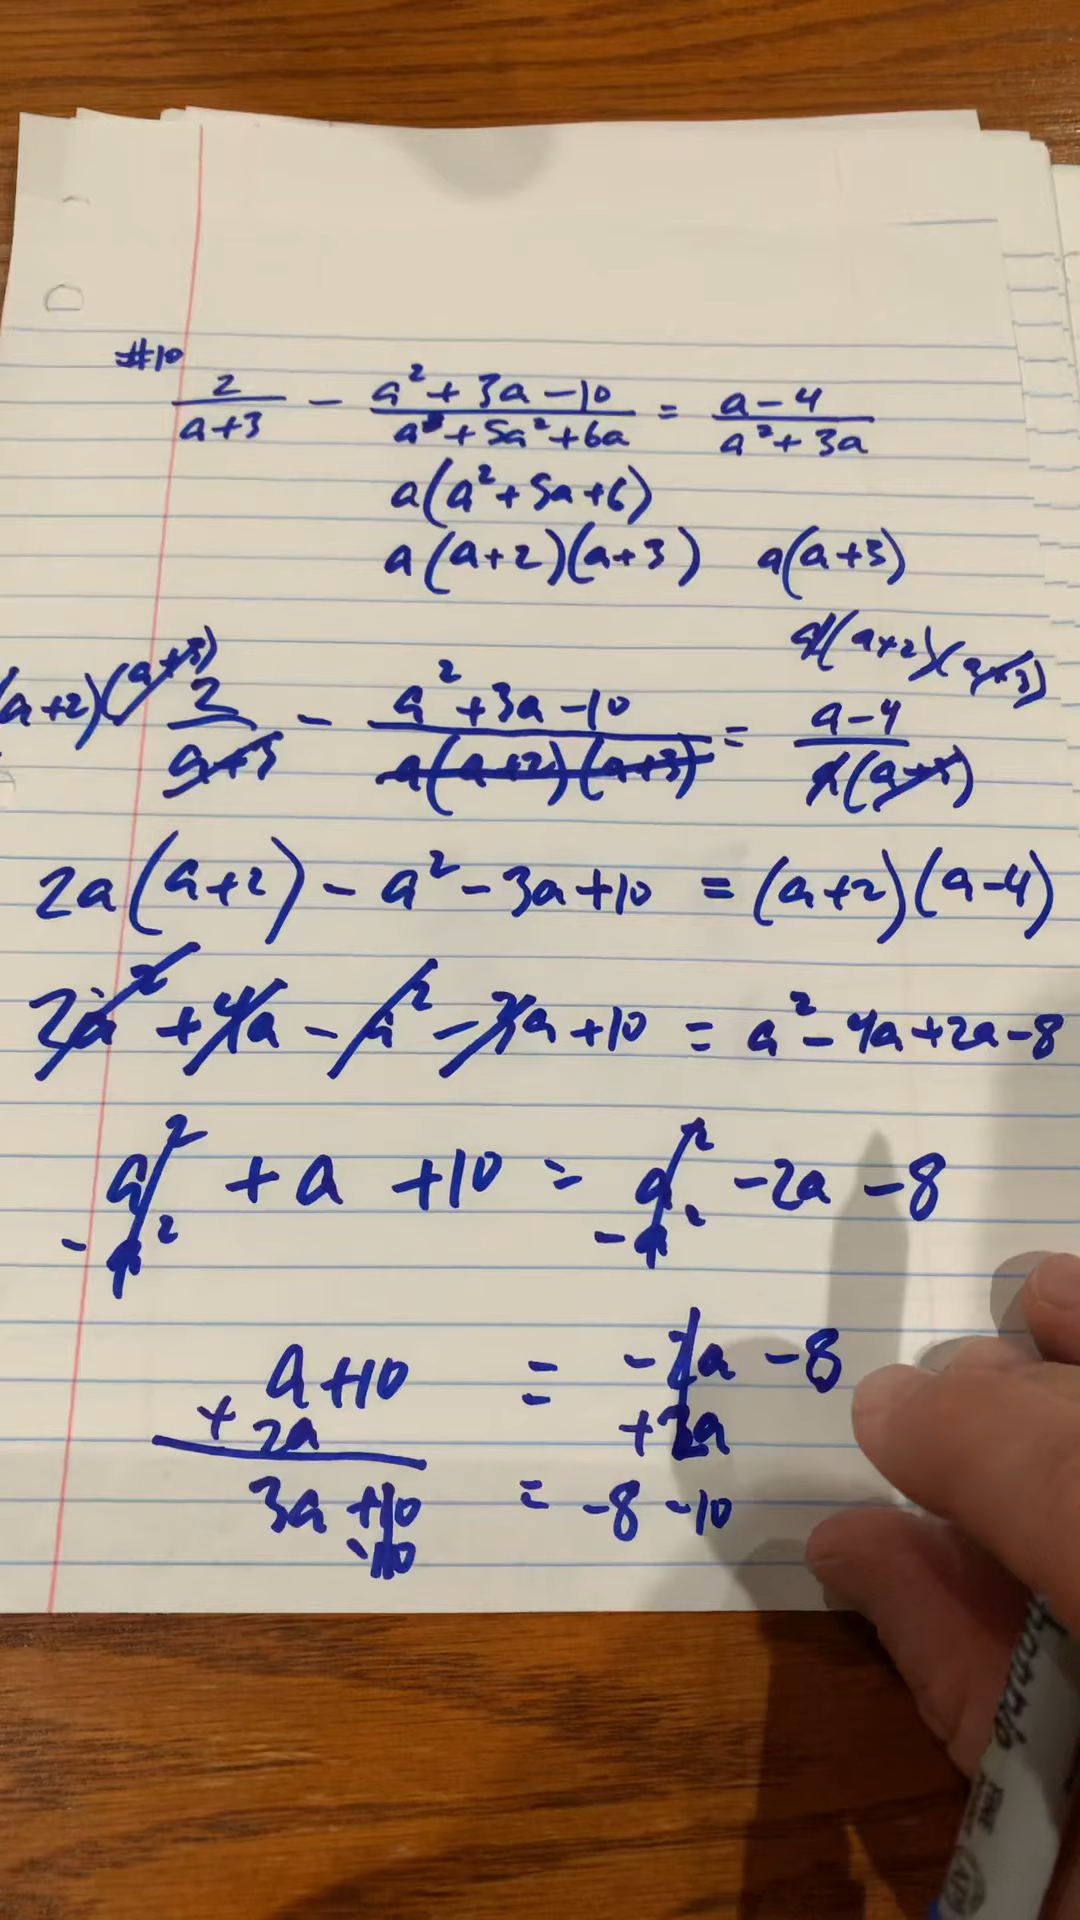 #10
2/(a+3) - (a² + 3a - 10)/(a³ + 5a² + 6a) = (a - 4)/(a² + 3a)
a(a² + 5a + 6)
a(a+2)(a+3) a(a+3)
a(a+2)(a+3)
(a+2)(a+3) 2/(a+3) - (a² + 3a - 10)/(a(a+2)(a+3)) = (a - 4)/(a(a+3))
2a(a+2) - a² - 3a + 10 = (a+2)(a-4)
2a² + 4a - a² - 3a + 10 = a² - 4a + 2a - 8
a² + a + 10 = a² - 2a - 8
- a² - a²
a + 10 = -2a - 8
+ 2a + 2a
3a + 10 = -8 - 10
-10